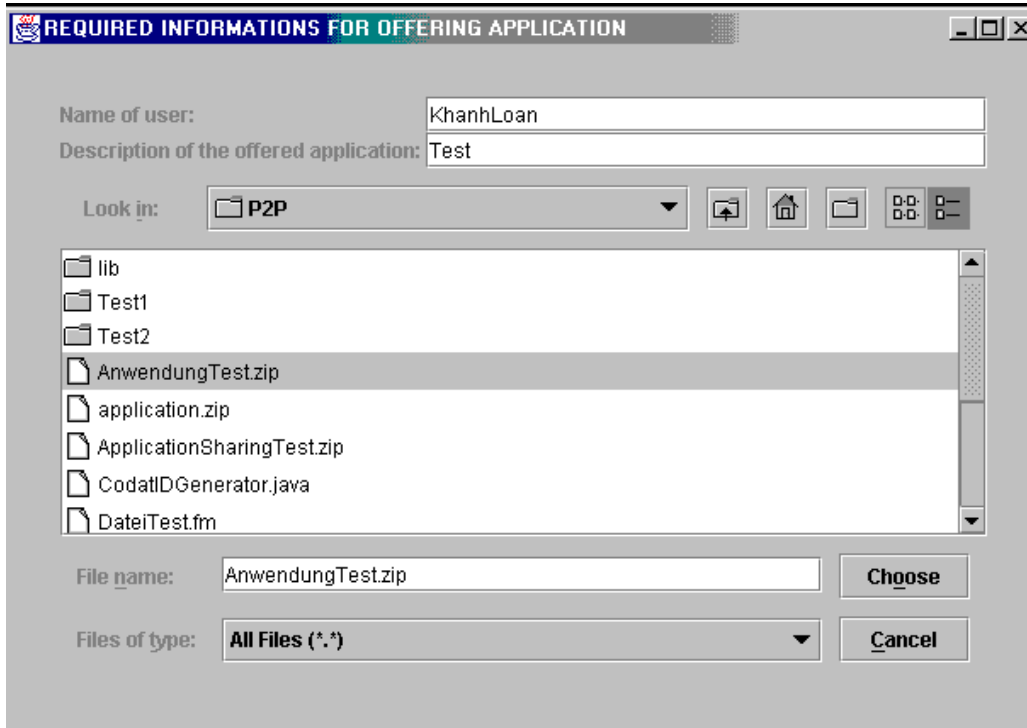 REQUIRED INFORMATIONS FOR OFFERING APPLICATION
Name of user: KhanhLoan
Description of the offered application: Test
Look in: P2P
lib
Test1
Test2
AnwendungTest.zip
application.zip
ApplicationSharingTest.zip
CodatIDGenerator.java
DateiTest.fm
File name: AnwendungTest.zip Choose
Files of type: All Files (*.*) Cancel